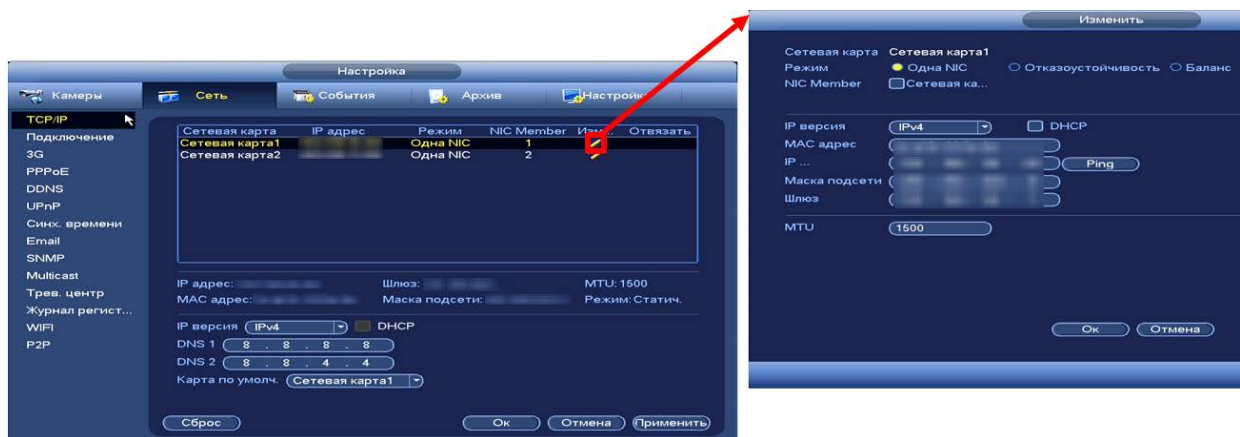 Настройка
Камеры Сеть События Архив Настройк
TCP/IP
Подключение
3G
PPPoE
DDNS
UPnP
Синх. времени
Email
SNMP
Multicast
Трев. центр
Журнал регист...
WIFI
P2P
Сетевая карта IP адрес Режим NIC Member Изм... Отвязать
Сетевая карта1 Одна NIC 1
Сетевая карта2 Одна NIC 2
IP адрес: Шлюз: MTU: 1500
MAC адрес: Маска подсети: Режим: Статич.
IP версия IPv4 DHCP
DNS 1 8 . 8 . 8 . 8
DNS 2 8 . 8 . 4 . 4
Карта по умолч. Сетевая карта1
Сброс Ок Отмена Применить
Изменить
Сетевая карта Сетевая карта1
Режим Одна NIC Отказоустойчивость Баланс
NIC Member Сетевая ка...
IP версия IPv4 DHCP
MAC адрес
IP ... Ping
Маска подсети
Шлюз
MTU 1500
Ок Отмена